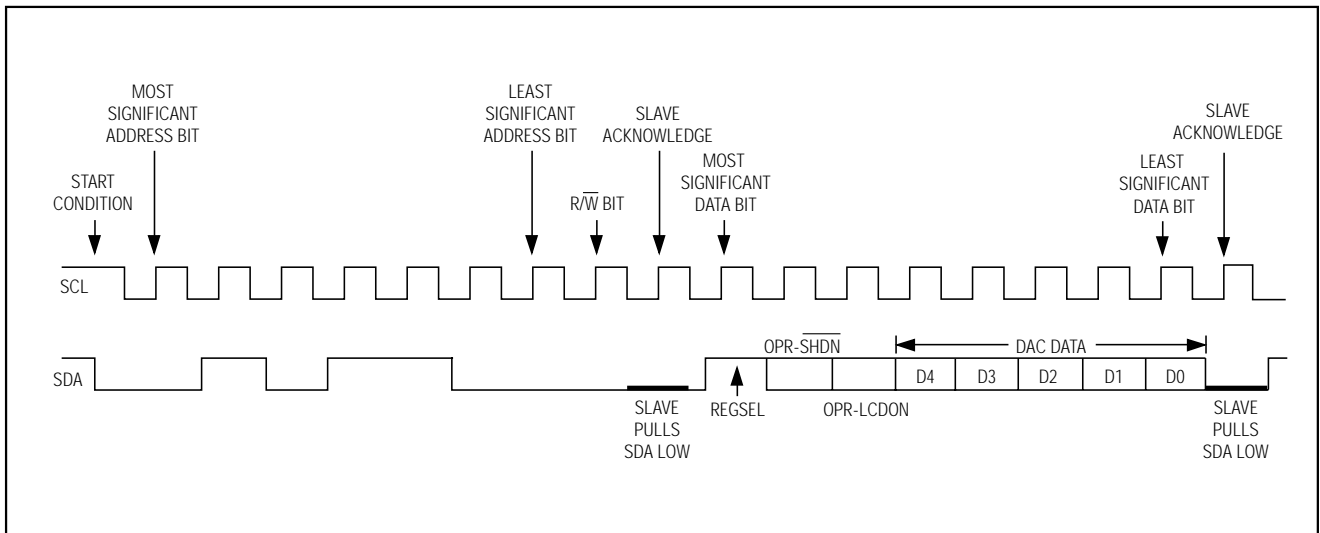 MOST
SIGNIFICANT
ADDRESS BIT
LEAST
SIGNIFICANT
ADDRESS BIT
SLAVE
ACKNOWLEDGE
SLAVE
ACKNOWLEDGE
START
CONDITION
R/W̅ BIT
MOST
SIGNIFICANT
DATA BIT
LEAST
SIGNIFICANT
DATA BIT
SCL
OPR-S̅H̅D̅N̅
DAC DATA
SDA
D4 D3 D2 D1 D0
SLAVE
PULLS
SDA LOW
REGSEL
OPR-LCDON
SLAVE
PULLS
SDA LOW